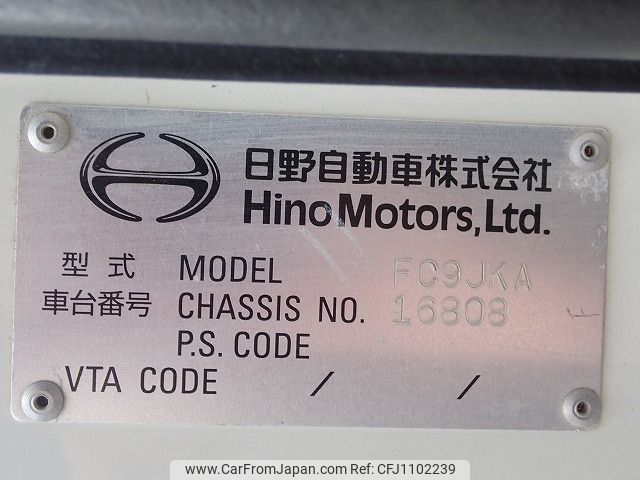 日野自動車株式会社
Hino Motors, Ltd.
型式 MODEL FC9JKA
車台番号 CHASSIS NO. 16808
P.S. CODE
VTA CODE / /
www.CarFromJapan.com | REF: CFJ1102239